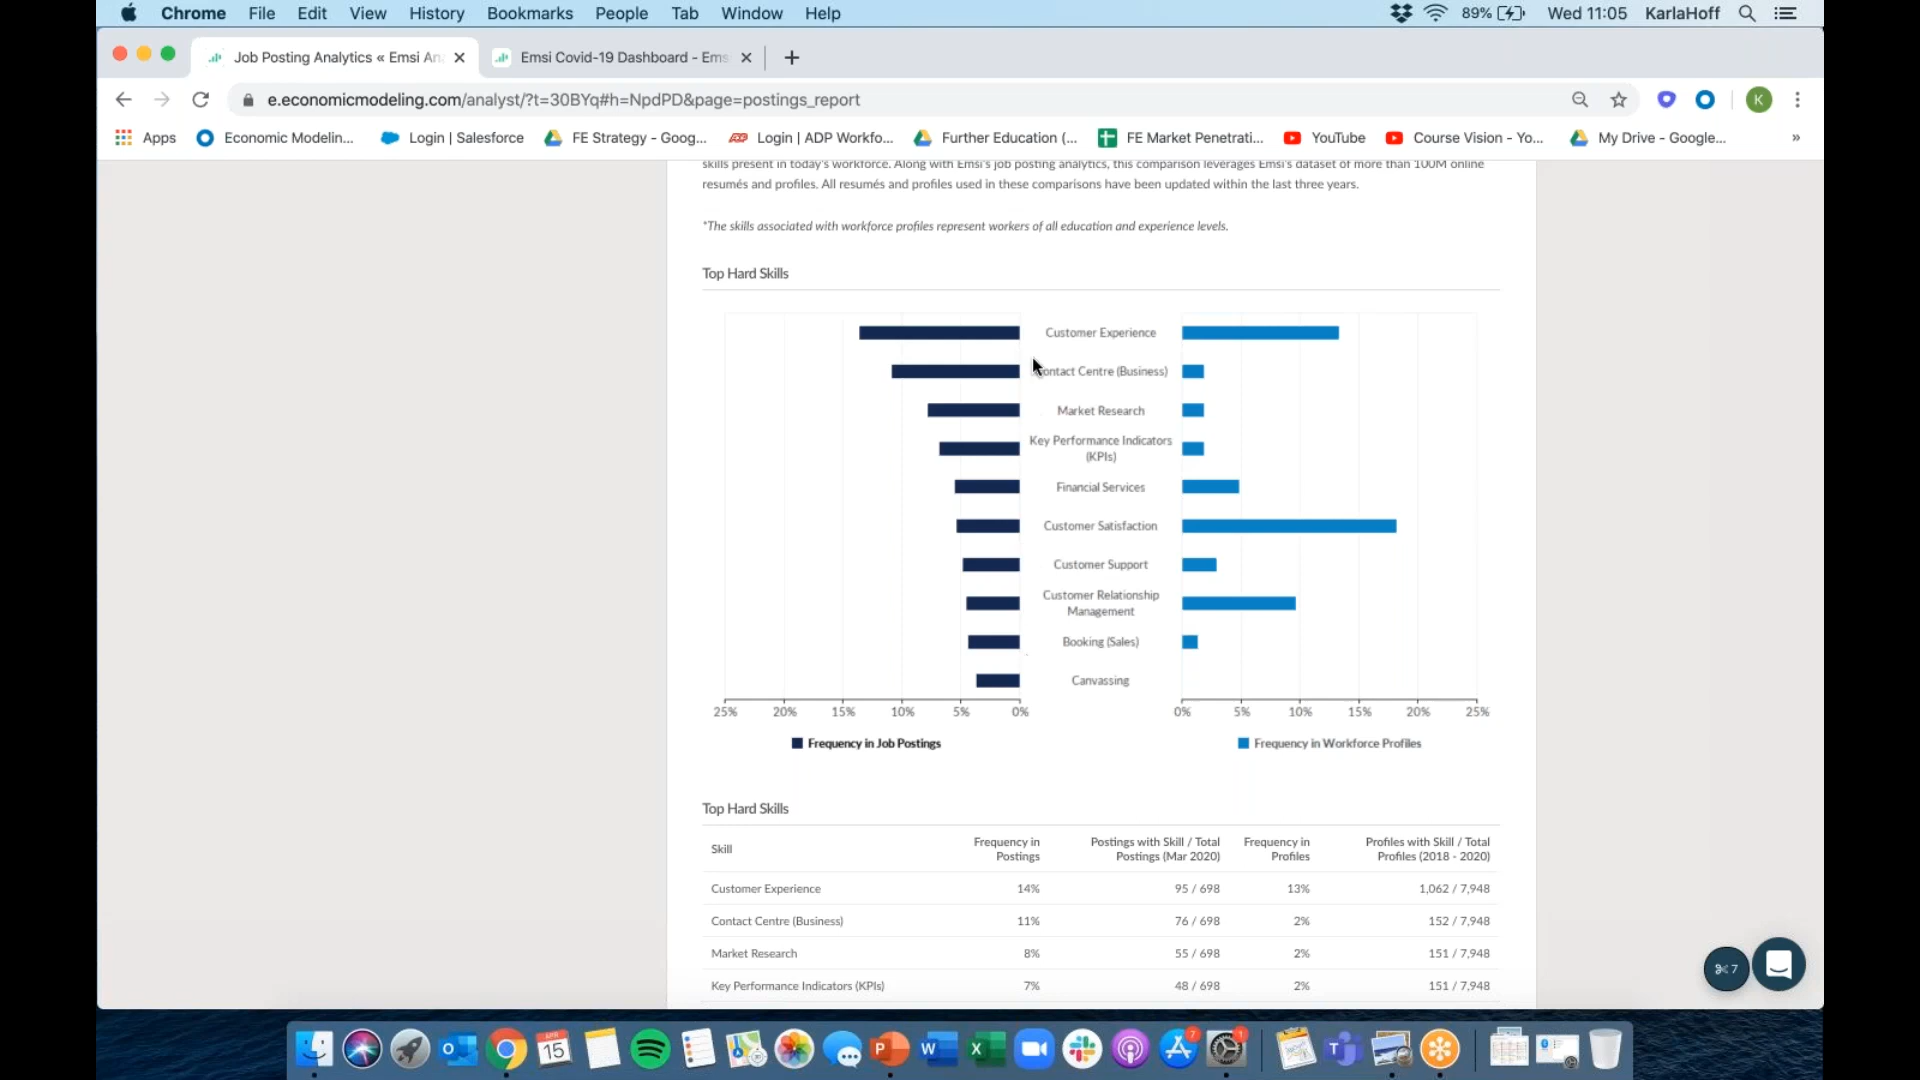 Chrome File Edit View History Bookmarks People Tab Window Help 89% Wed 11:05 KarlaHoff
Job Posting Analytics « Emsi An
Emsi Covid-19 Dashboard - Ems
e.economicmodeling.com/analyst/?t=30BYq#h=NpdPD&page=postings_report
K
Apps Economic Modelin... Login | Salesforce FE Strategy - Goog... Login | ADP Workfo... Further Education (... FE Market Penetrati... YouTube Course Vision - Yo... My Drive - Google... »
skills present in today's workforce. Along with Emsi's job posting analytics, this comparison leverages Emsi's dataset of more than 100M online
resumés and profiles. All resumés and profiles used in these comparisons have been updated within the last three years.
*The skills associated with workforce profiles represent workers of all education and experience levels.
Top Hard Skills
Customer Experience
ontact Centre (Business)
Market Research
Key Performance Indicators
(KPIs)
Financial Services
Customer Satisfaction
Customer Support
Customer Relationship
Management
Booking (Sales)
Canvassing
25% 20% 15% 10% 5% 0% 0% 5% 10% 15% 20% 25%
Frequency in Job Postings Frequency in Workforce Profiles
Top Hard Skills
Skill
Frequency in
Postings
Postings with Skill / Total
Postings (Mar 2020)
Frequency in
Profiles
Profiles with Skill / Total
Profiles (2018 - 2020)
Customer Experience 14% 95 / 698 13% 1,062 / 7,948
Contact Centre (Business) 11% 76 / 698 2% 152 / 7,948
Market Research 8% 55 / 698 2% 151 / 7,948
Key Performance Indicators (KPIs) 7% 48 / 698 2% 151 / 7,948
7
APR
15
P
W
X
7
1